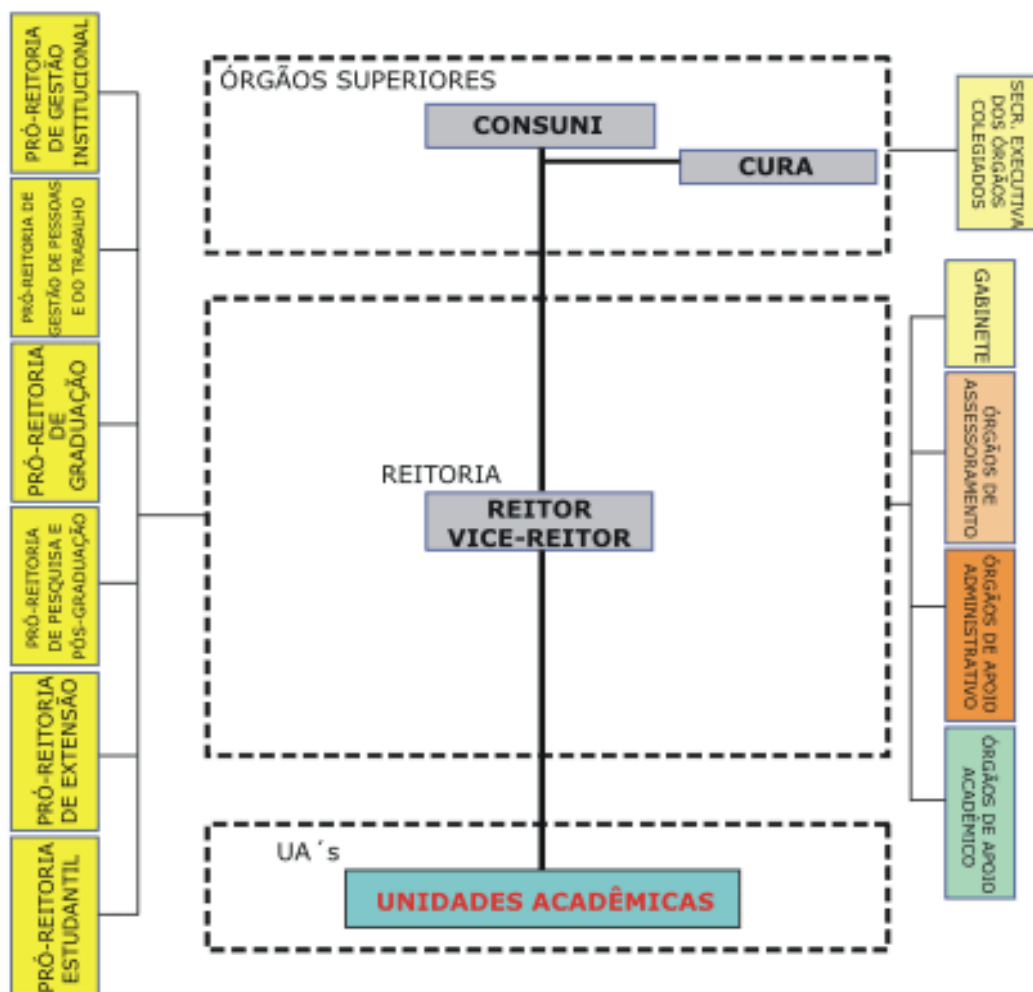 PRÓ-REITORIA
DE GESTÃO
INSTITUCIONAL
PRÓ-REITORIA DE
GESTÃO DE PESSOAS
E DO TRABALHO
PRÓ-REITORIA
DE
GRADUAÇÃO
PRÓ-REITORIA
DE PESQUISA E
PÓS-GRADUAÇÃO
PRÓ-REITORIA
DE EXTENSÃO
PRÓ-REITORIA
ESTUDANTIL
ÓRGÃOS SUPERIORES
CONSUNI
CURA
REITORIA
REITOR
VICE-REITOR
UA´s
UNIDADES ACADÊMICAS
SECR. EXECUTIVA
DOS ÓRGÃOS
COLEGIADOS
GABINETE
ÓRGÃOS DE
ASSESSORAMENTO
ÓRGÃOS DE APOIO
ADMINISTRATIVO
ÓRGÃOS DE APOIO
ACADÊMICO